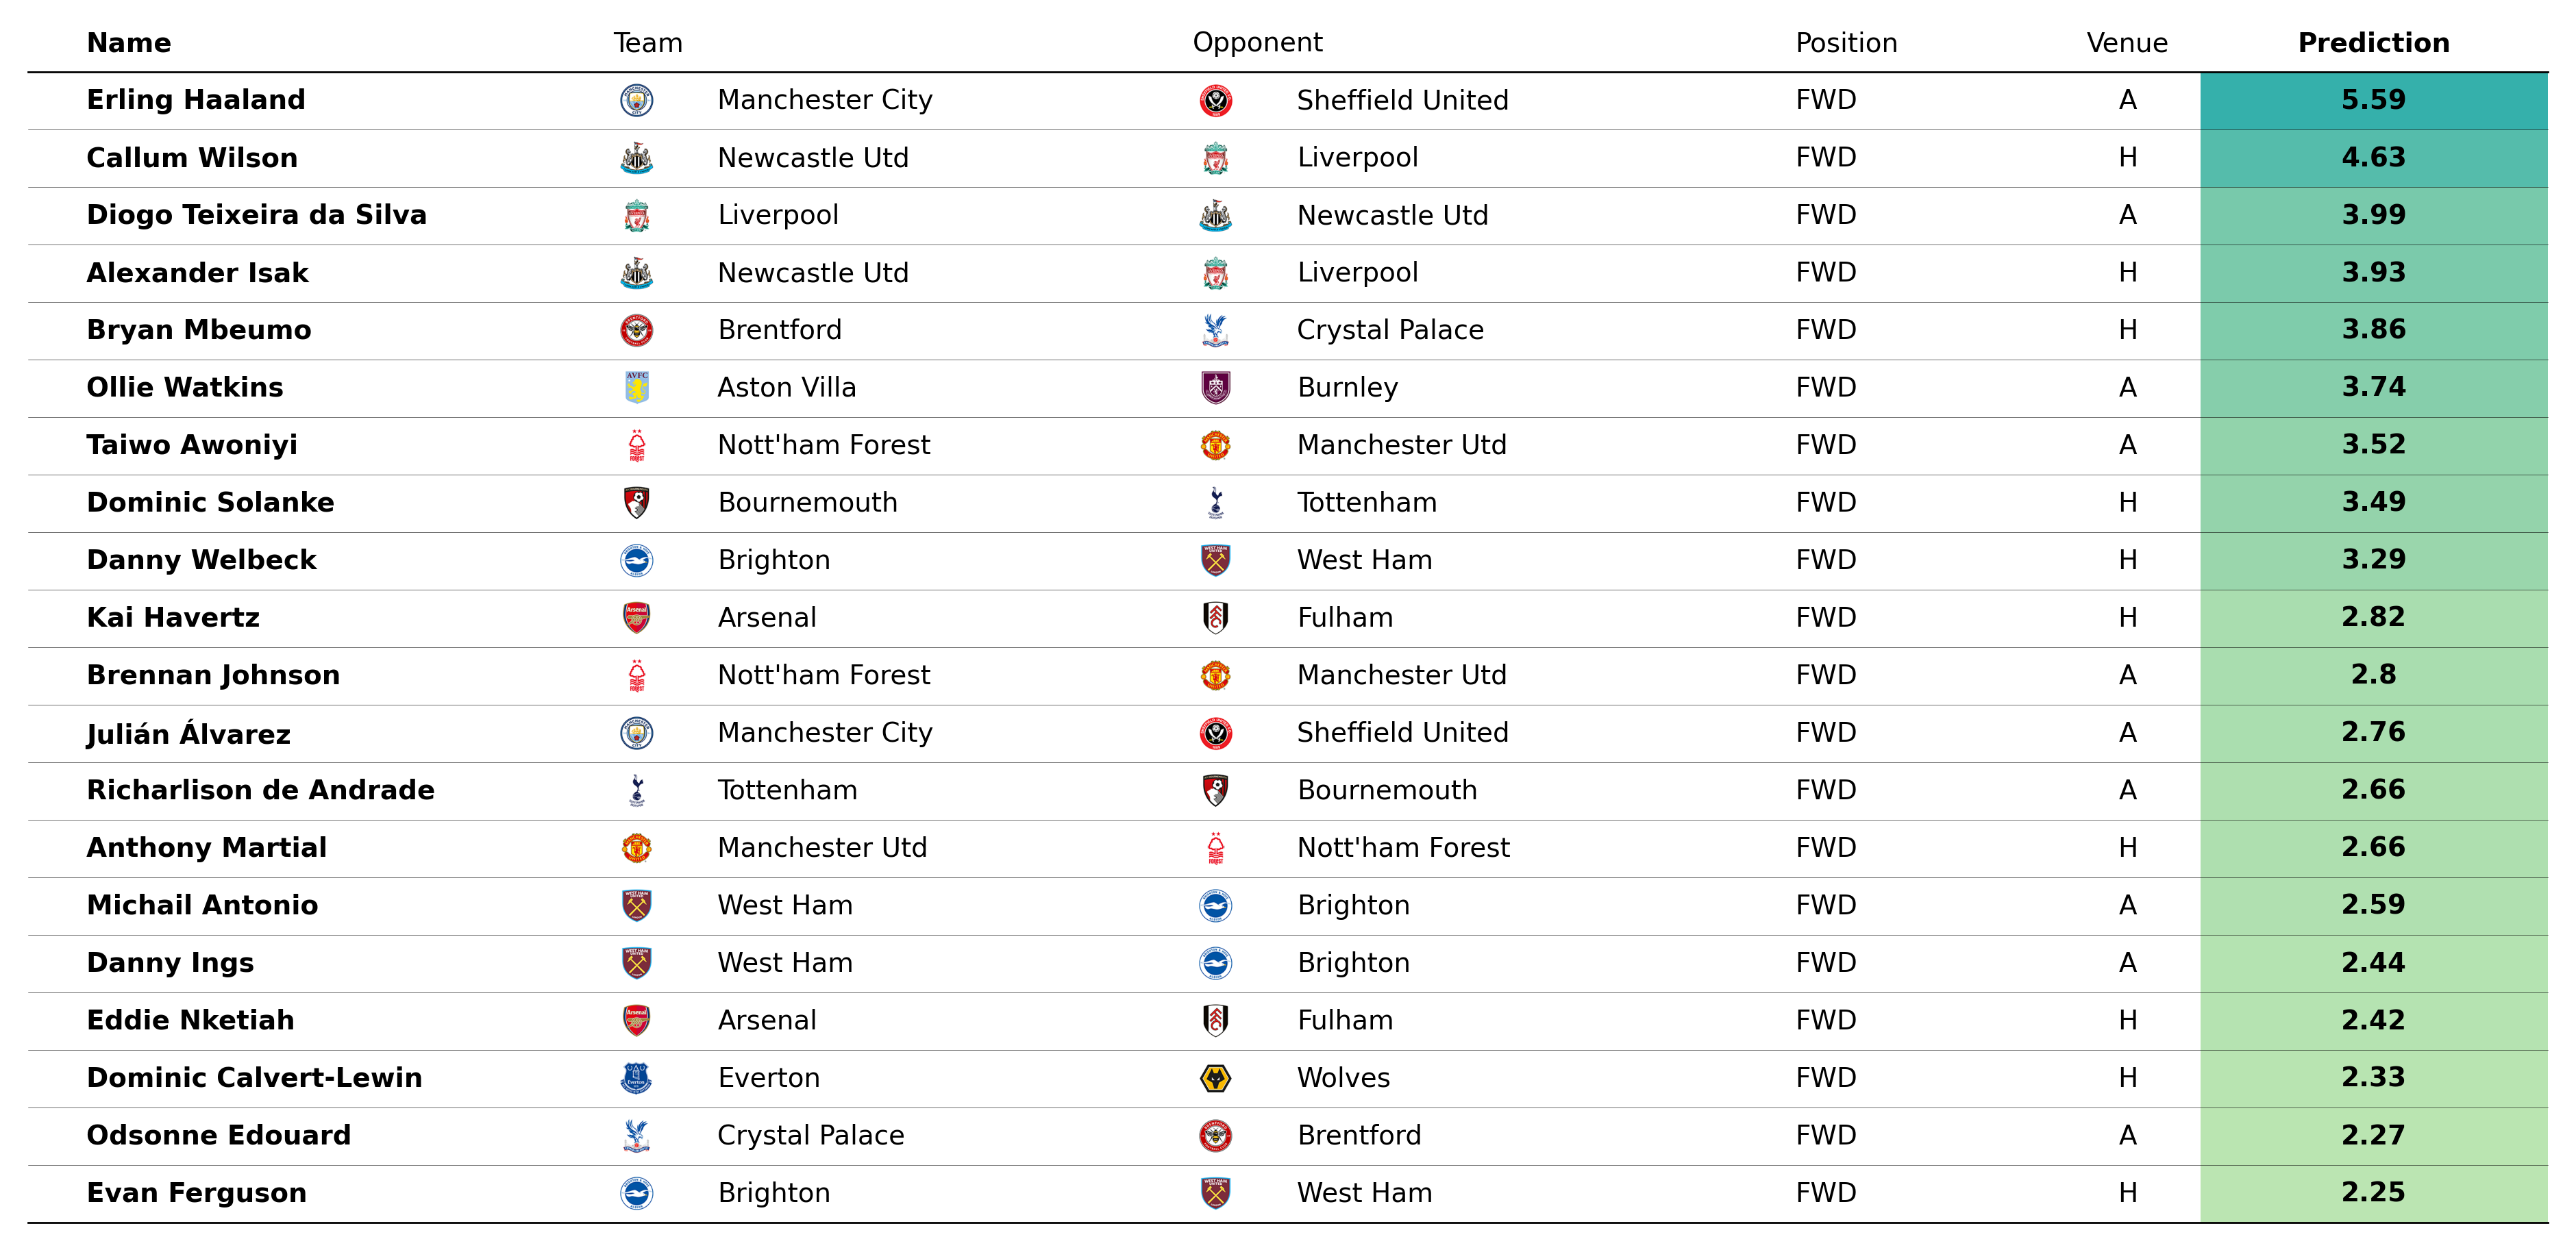 Name Team Opponent Position Venue Prediction
Erling Haaland Manchester City Sheffield United FWD A 5.59
Callum Wilson Newcastle Utd Liverpool FWD H 4.63
Diogo Teixeira da Silva Liverpool Newcastle Utd FWD A 3.99
Alexander Isak Newcastle Utd Liverpool FWD H 3.93
Bryan Mbeumo Brentford Crystal Palace FWD H 3.86
Ollie Watkins Aston Villa Burnley FWD A 3.74
Taiwo Awoniyi Nott'ham Forest Manchester Utd FWD A 3.52
Dominic Solanke Bournemouth Tottenham FWD H 3.49
Danny Welbeck Brighton West Ham FWD H 3.29
Kai Havertz Arsenal Fulham FWD H 2.82
Brennan Johnson Nott'ham Forest Manchester Utd FWD A 2.8
Julián Álvarez Manchester City Sheffield United FWD A 2.76
Richarlison de Andrade Tottenham Bournemouth FWD A 2.66
Anthony Martial Manchester Utd Nott'ham Forest FWD H 2.66
Michail Antonio West Ham Brighton FWD A 2.59
Danny Ings West Ham Brighton FWD A 2.44
Eddie Nketiah Arsenal Fulham FWD H 2.42
Dominic Calvert-Lewin Everton Wolves FWD H 2.33
Odsonne Edouard Crystal Palace Brentford FWD A 2.27
Evan Ferguson Brighton West Ham FWD H 2.25